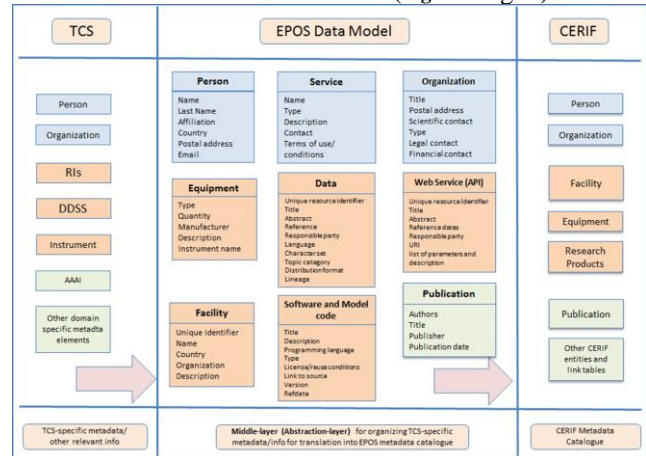 TCS
EPOS Data Model
CERIF
Person
Organization
RIs
DDSS
Instrument
AAAI
Other domain
specific metadta
elements
Person
Name
Last Name
Affiliation
Country
Postal address
Email
Service
Name
Type
Description
Contact
Terms of use/
conditions
Organization
Title
Postal address
Scientific contact
Type
Legal contact
Financial contact
Equipment
Type
Quantity
Manufacturer
Description
Instrument name
Data
Unique resource identifier
Title
Abstract
Reference
Responsible party
Language
Character set
Topic category
Distribution format
Lineage
Web Service (API)
Unique resource identifier
Title
Abstract
Reference dates
Responsible party
URI
list of parameters and
description
Facility
Unique Identifier
Name
Country
Organization
Description
Software and Model
code
Title
Description
Programming language
Type
License/reuse conditions
Link to source
Version
Refdate
Publication
Authors
Title
Publisher
Publication date
Person
Organization
Facility
Equipment
Research
Products
Publication
Other CERIF
entities and
link tables
TCS-specific metadata/
other relevant info
Middle-layer (Abstraction-layer) for organizing TCS-specific
metadata/info for translation into EPOS metadata catalogue
CERIF Metadata
Catalogue